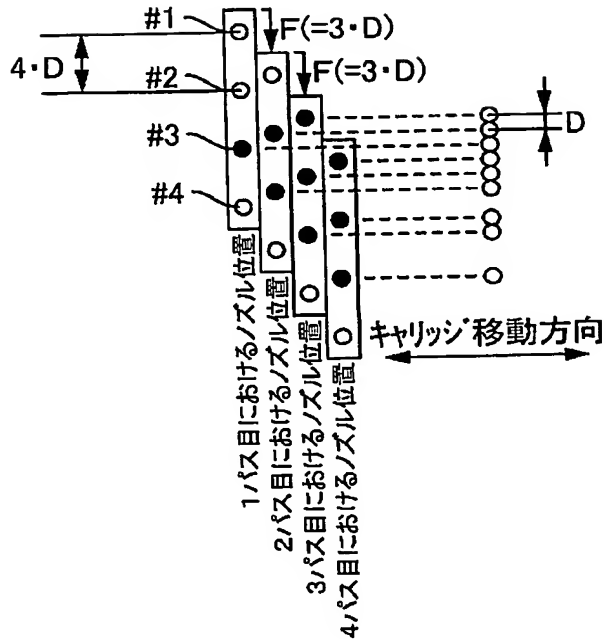 #1
F(=3・D)
4・D
F(=3・D)
#2
D
#3
#4
キャリッジ移動方向
1パス目におけるノズル位置
2パス目におけるノズル位置
3パス目におけるノズル位置
4パス目におけるノズル位置